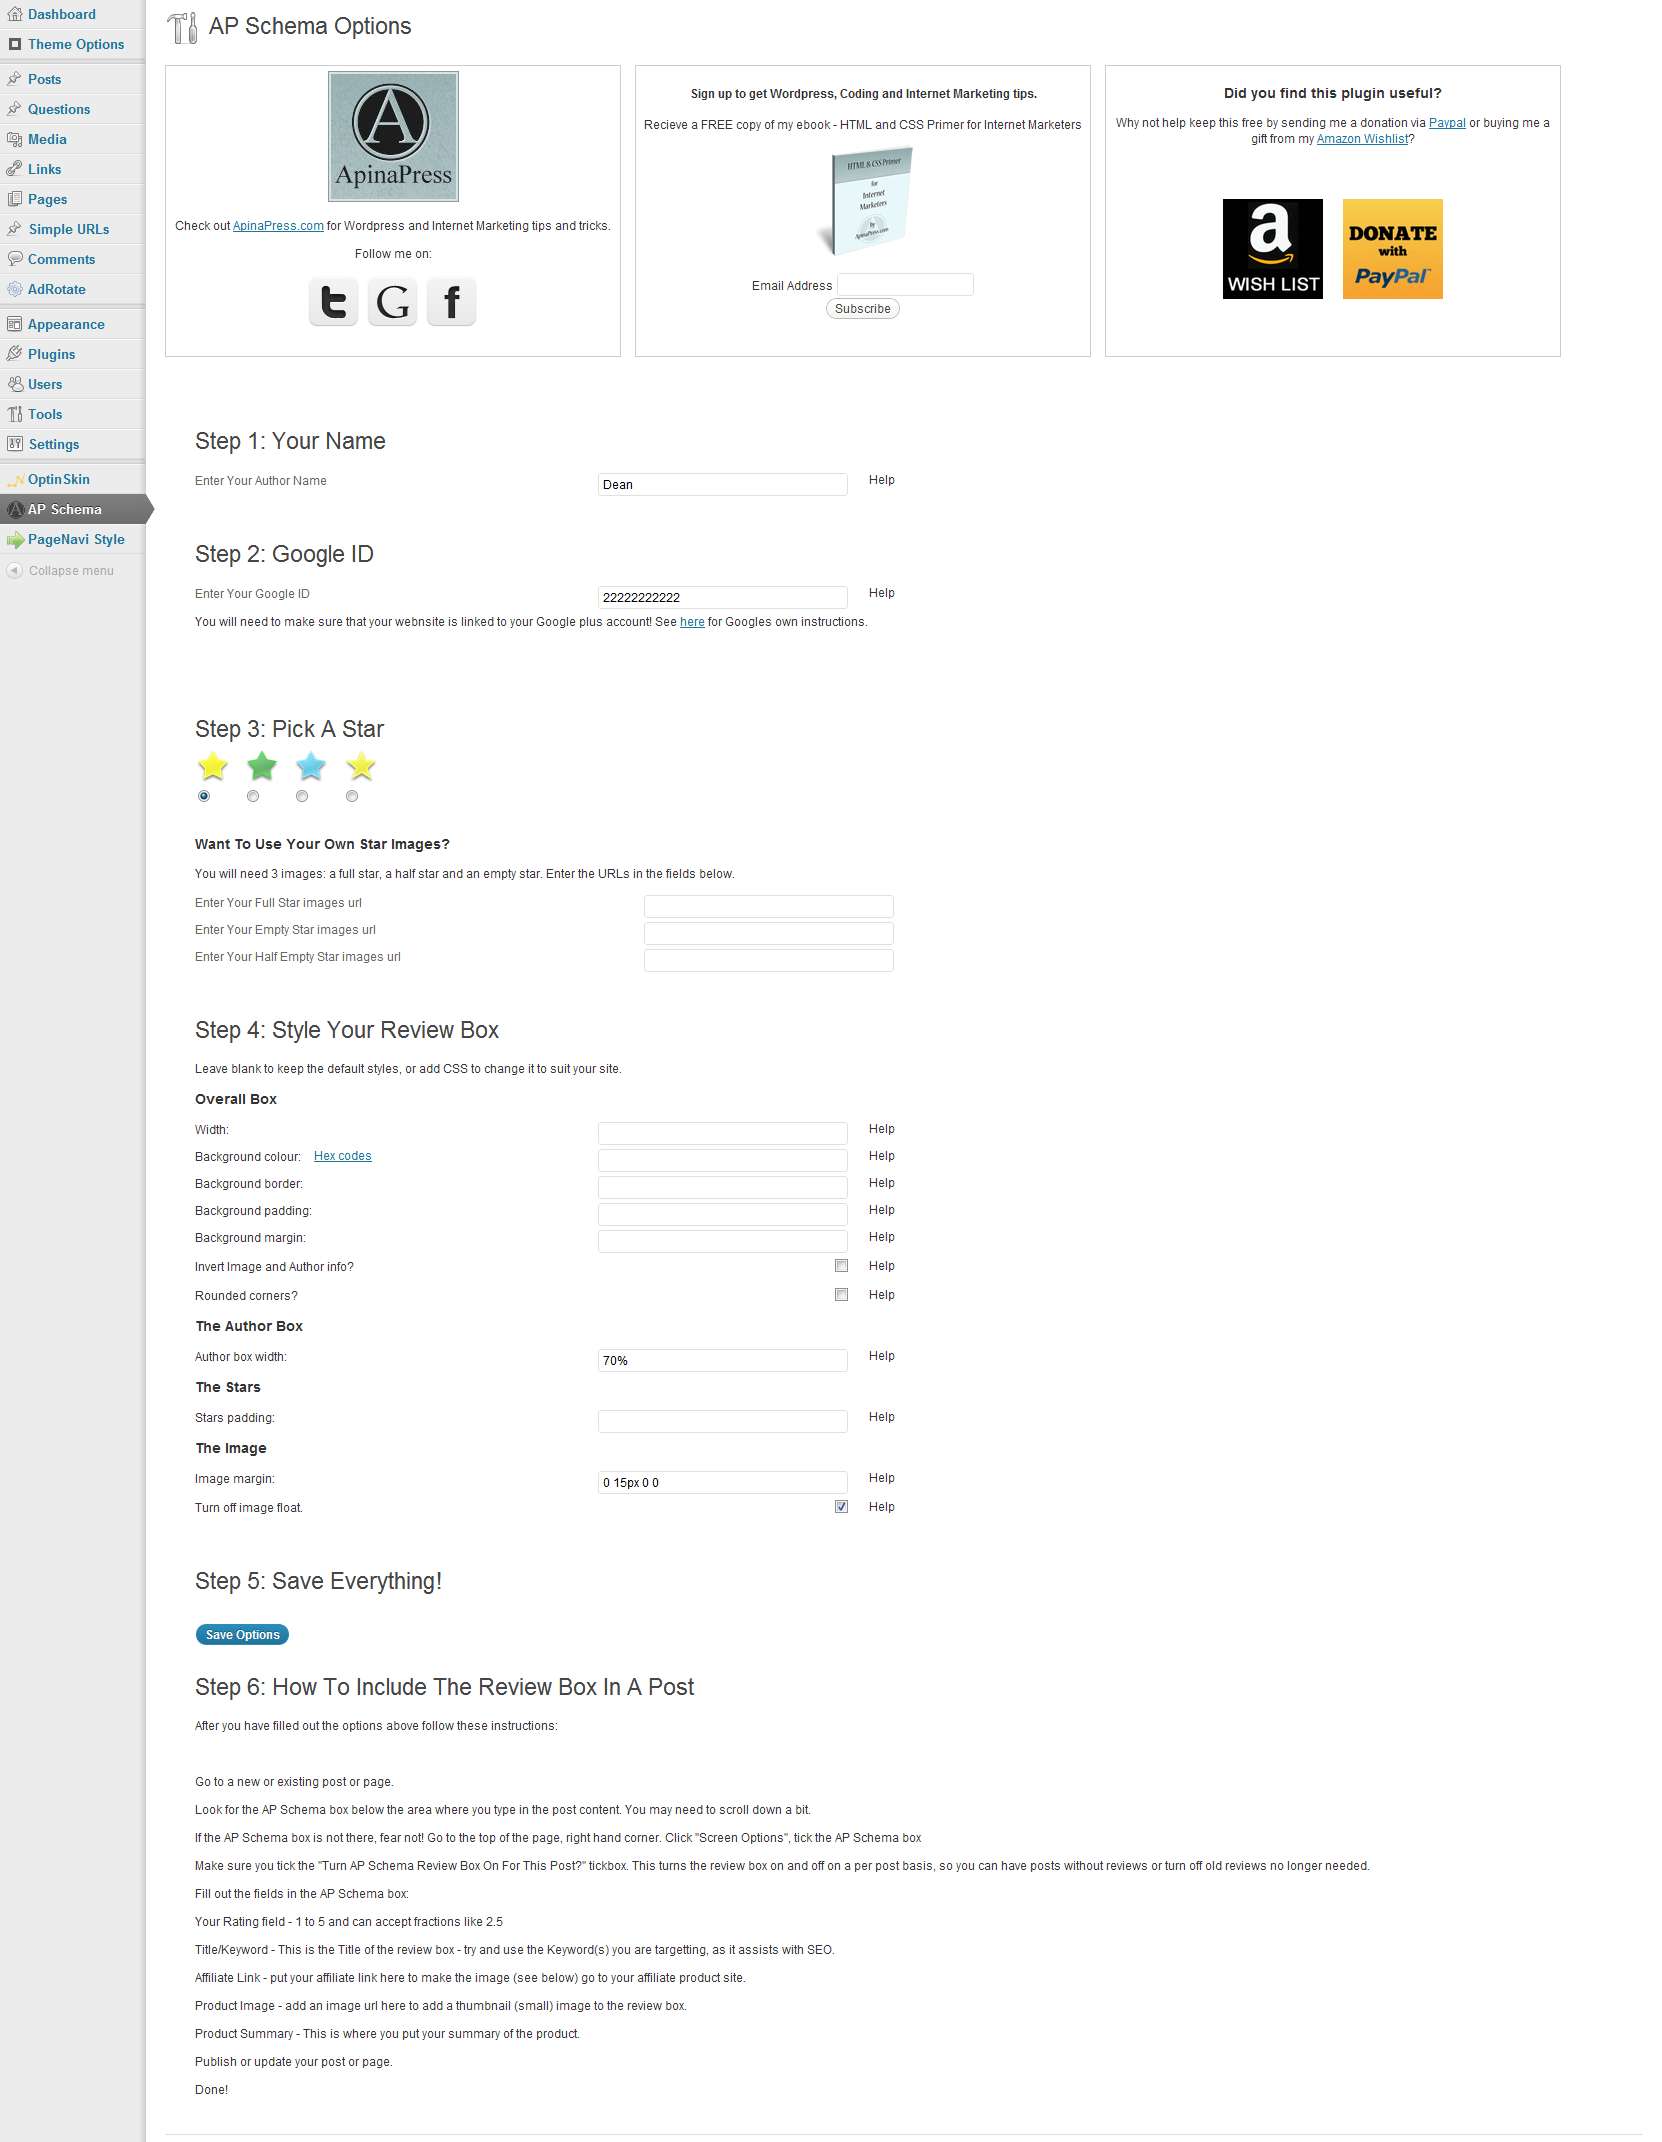 Dashboard
Theme Options
Posts
Questions
Media
Links
Pages
Simple URLs
Comments
AdRotate
Appearance
Plugins
Users
Tools
Settings
OptinSkin
AP Schema
PageNavi Style
Collapse menu
AP Schema Options
A
ApinaPress
Check out ApinaPress.com for Wordpress and Internet Marketing tips and tricks.
Follow me on:
t G f
Sign up to get Wordpress, Coding and Internet Marketing tips.
Recieve a FREE copy of my ebook - HTML and CSS Primer for Internet Marketers
HTML & CSS Primer
for
Internet
Marketers
by
ApinaPress.com
Email Address
Subscribe
Did you find this plugin useful?
Why not help keep this free by sending me a donation via Paypal or buying me a
gift from my Amazon Wishlist?
a
WISH LIST
DONATE
with
PayPal
Step 1: Your Name
Enter Your Author Name Dean Help
Step 2: Google ID
Enter Your Google ID 22222222222 Help
You will need to make sure that your websnite is linked to your Google plus account! See here for Googles own instructions.
Step 3: Pick A Star
Want To Use Your Own Star Images?
You will need 3 images: a full star, a half star and an empty star. Enter the URLs in the fields below.
Enter Your Full Star images url
Enter Your Empty Star images url
Enter Your Half Empty Star images url
Step 4: Style Your Review Box
Leave blank to keep the default styles, or add CSS to change it to suit your site.
Overall Box
Width: Help
Background colour: Hex codes Help
Background border: Help
Background padding: Help
Background margin: Help
Invert Image and Author info? Help
Rounded corners? Help
The Author Box
Author box width: 70% Help
The Stars
Stars padding: Help
The Image
Image margin: 0 15px 0 0 Help
Turn off image float. Help
Step 5: Save Everything!
Save Options
Step 6: How To Include The Review Box In A Post
After you have filled out the options above follow these instructions:
Go to a new or existing post or page.
Look for the AP Schema box below the area where you type in the post content. You may need to scroll down a bit.
If the AP Schema box is not there, fear not! Go to the top of the page, right hand corner. Click "Screen Options", tick the AP Schema box
Make sure you tick the "Turn AP Schema Review Box On For This Post?" tickbox. This turns the review box on and off on a per post basis, so you can have posts without reviews or turn off old reviews no longer needed.
Fill out the fields in the AP Schema box:
Your Rating field - 1 to 5 and can accept fractions like 2.5
Title/Keyword - This is the Title of the review box - try and use the Keyword(s) you are targetting, as it assists with SEO.
Affiliate Link - put your affiliate link here to make the image (see below) go to your affiliate product site.
Product Image - add an image url here to add a thumbnail (small) image to the review box.
Product Summary - This is where you put your summary of the product.
Publish or update your post or page.
Done!